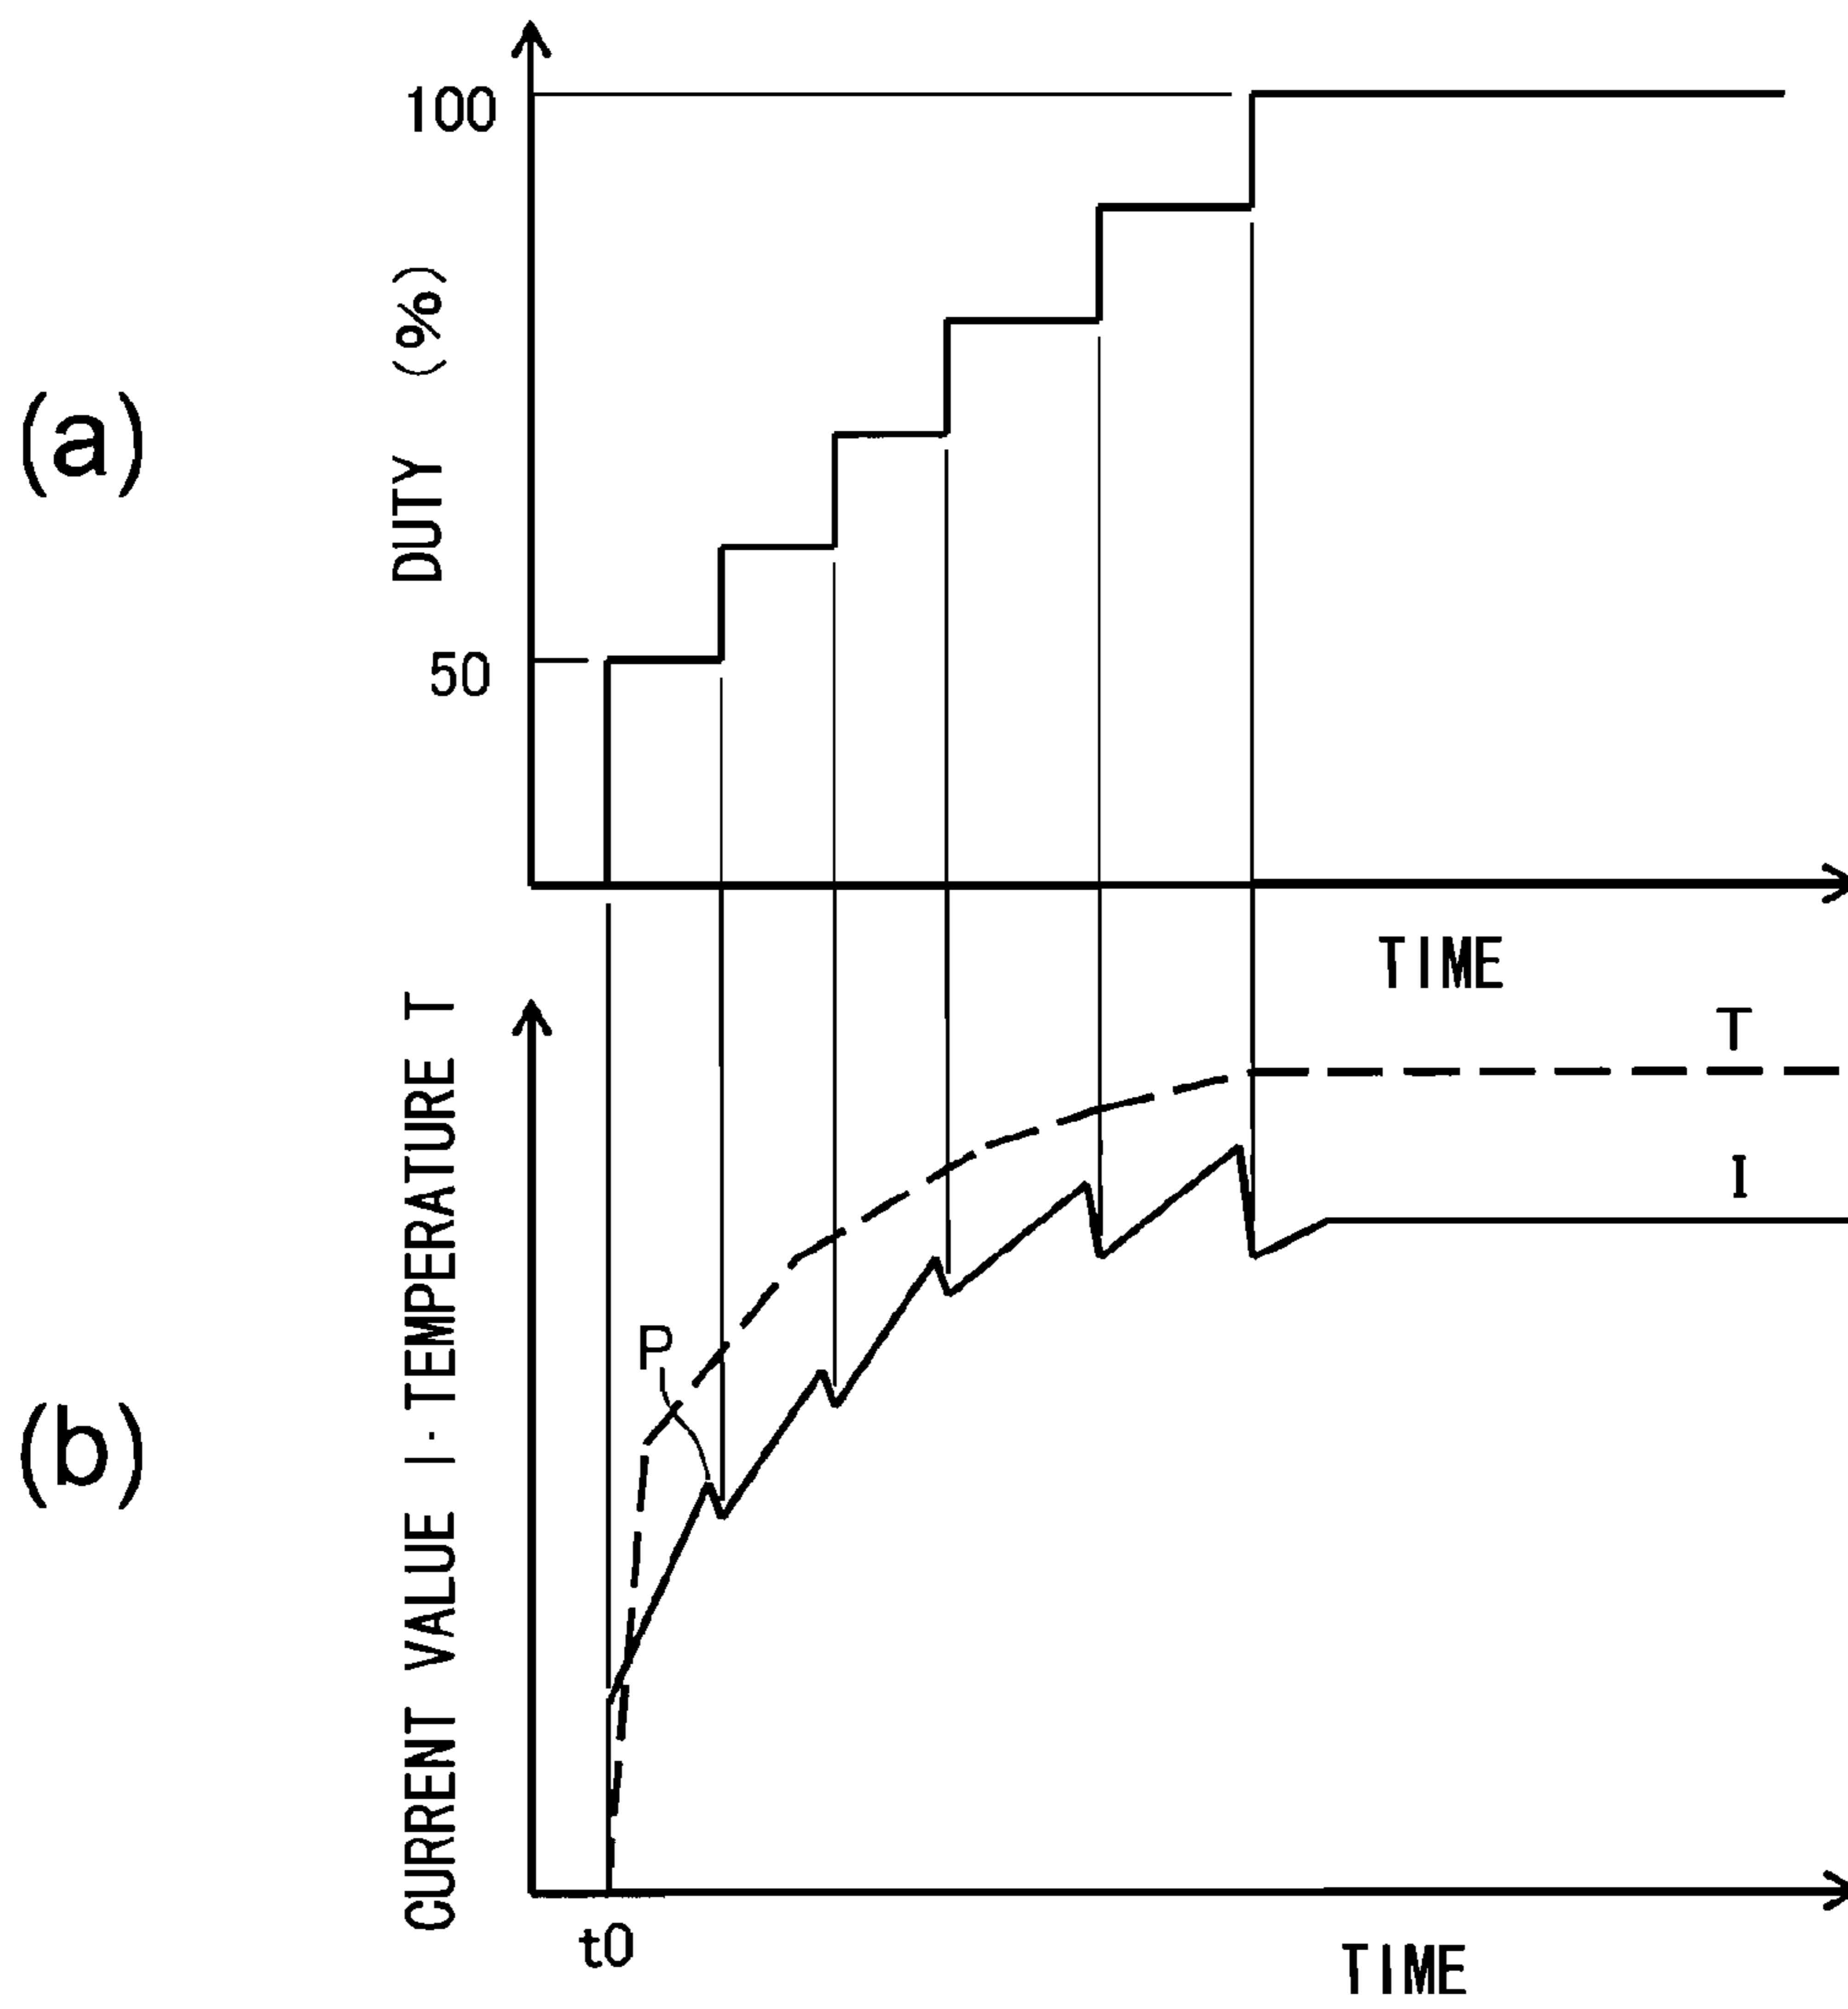 (a)
DUTY (%)
100
50
TIME
(b)
CURRENT VALUE I · TEMPERATURE T
T
I
P
t0
TIME